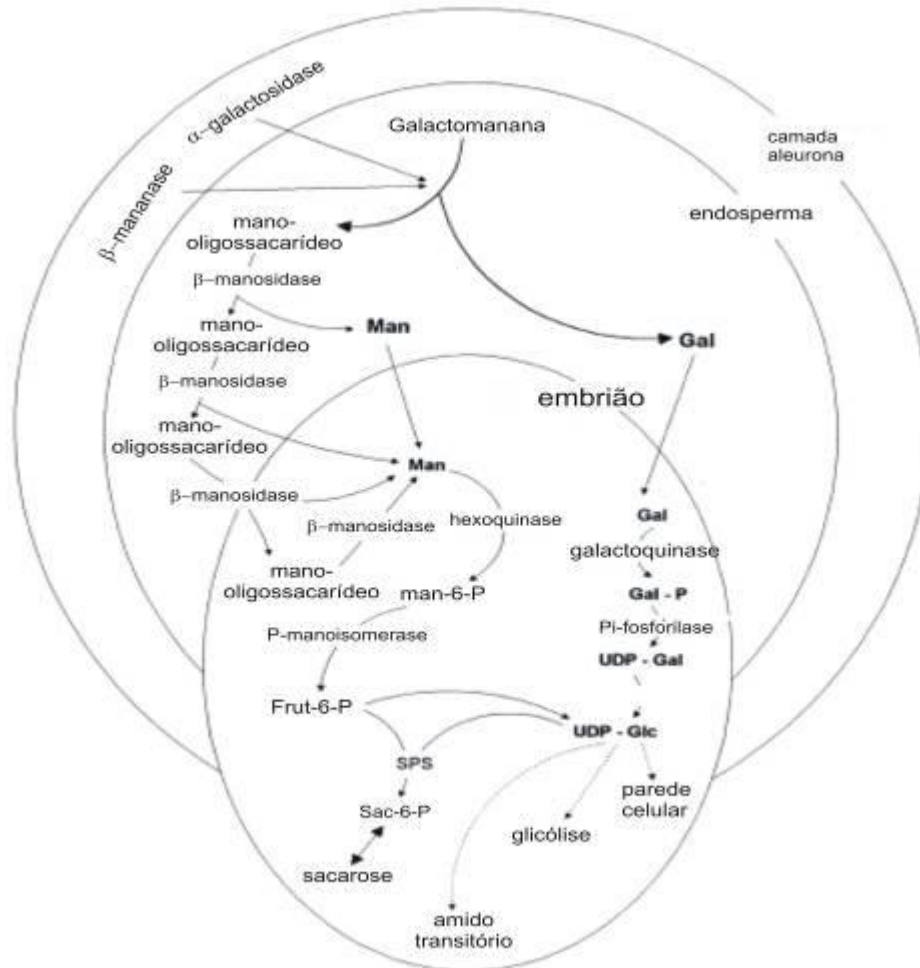 α-galactosidase
β-mananase
Galactomanana
camada
aleurona
endosperma
mano-
oligossacarídeo
β-manosidase
mano-
oligossacarídeo
Man
Gal
β-manosidase
embrião
mano-
oligossacarídeo
Man
β-manosidase
β-manosidase
hexoquinase
Gal
galactoquinase
mano-
oligossacarídeo
man-6-P
Gal - P
P-manoisomerase
Pi-fosforilase
UDP - Gal
Frut-6-P
UDP - Glc
SPS
Sac-6-P
parede
celular
glicólise
sacarose
amido
transitório